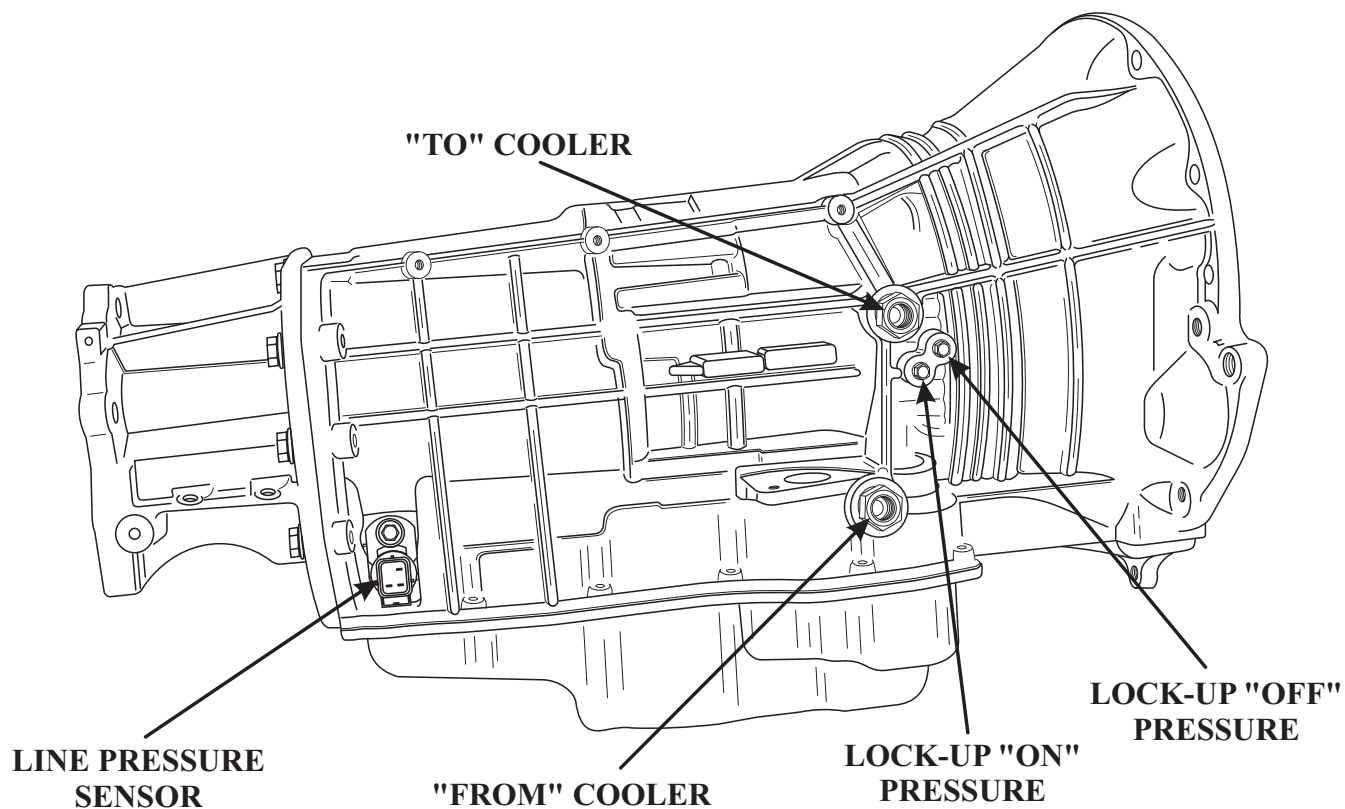 "TO" COOLER
LOCK-UP "OFF"
PRESSURE
LINE PRESSURE
SENSOR
"FROM" COOLER
LOCK-UP "ON"
PRESSURE